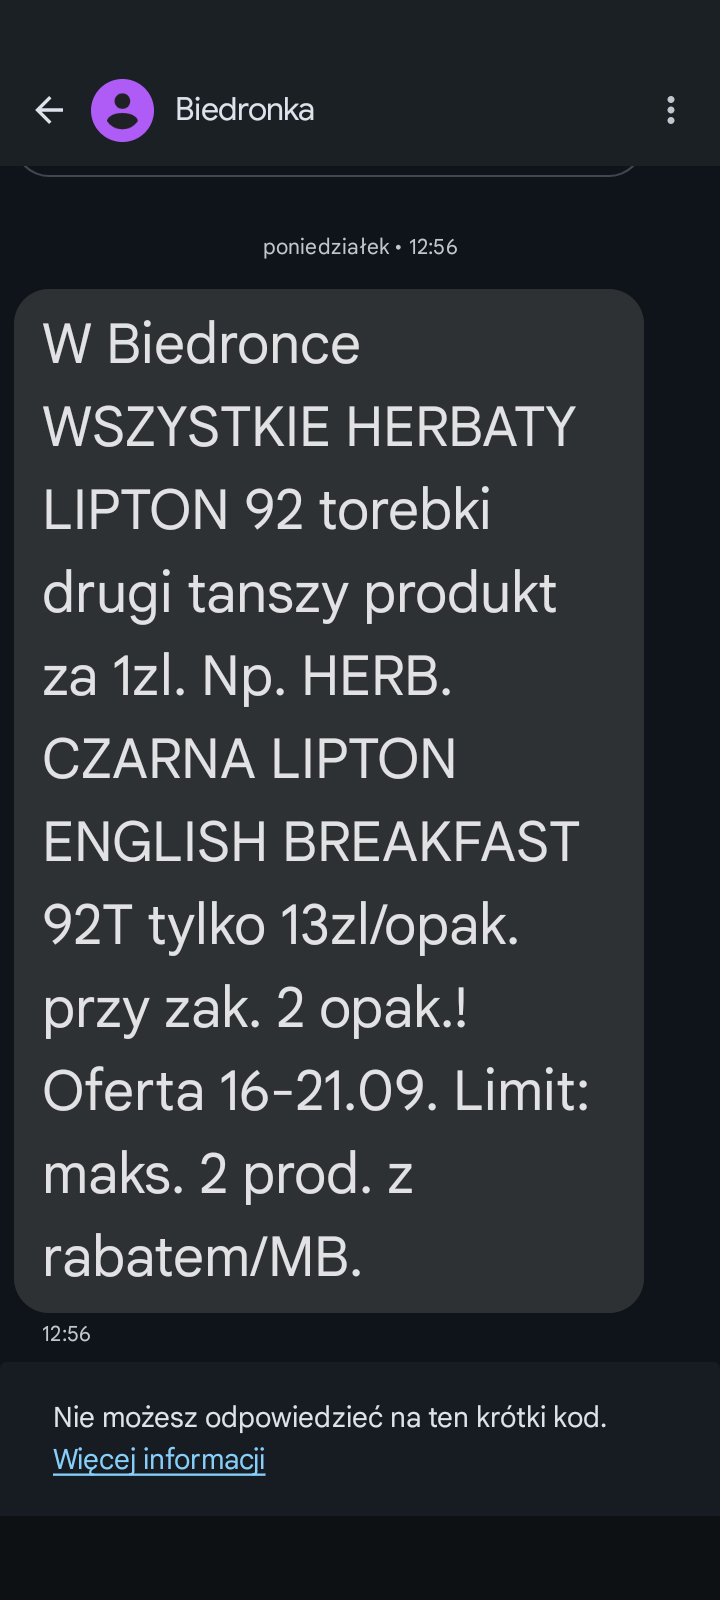 Biedronka
poniedziałek • 12:56
W Biedronce
WSZYSTKIE HERBATY
LIPTON 92 torebki
drugi tanszy produkt
za 1zl. Np. HERB.
CZARNA LIPTON
ENGLISH BREAKFAST
92T tylko 13zl/opak.
przy zak. 2 opak.!
Oferta 16-21.09. Limit:
maks. 2 prod. z
rabatem/MB.
12:56
Nie możesz odpowiedzieć na ten krótki kod.
Więcej informacji